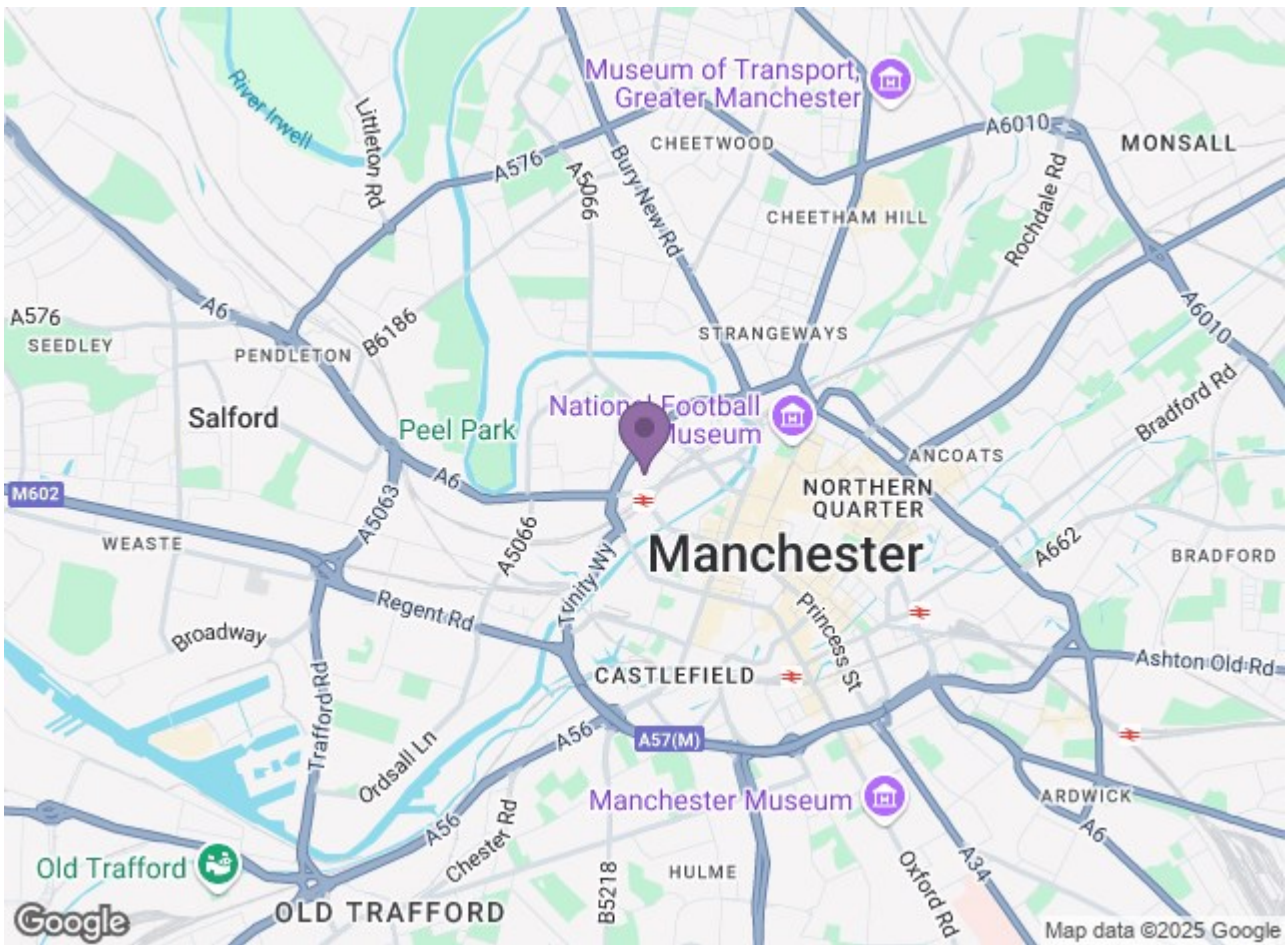 Museum of Transport,
Greater Manchester
River Irwell
Littleton Rd
CHEETWOOD
A6010
MONSALL
A576
A5066
Bury New Rd
Rochdale Rd
CHEETHAM HILL
A6
A576
SEEDLEY
B6186
PENDLETON
STRANGEWAYS
A6010
Salford
Peel Park
National Football
Museum
Bradford Rd
ANCOATS
A6
M602
A5063
NORTHERN
QUARTER
A5066
WEASTE
Manchester
A662
BRADFORD
Trinity Wy
Regent Rd
Princess St
Broadway
CASTLEFIELD
Ashton Old Rd
Trafford Rd
Ordsall Ln
A56
A57(M)
Manchester Museum
ARDWICK
A56
Chester Rd
A6
Old Trafford
B5218
HULME
Oxford Rd
A34
OLD TRAFFORD
Google
Map data ©2025 Google